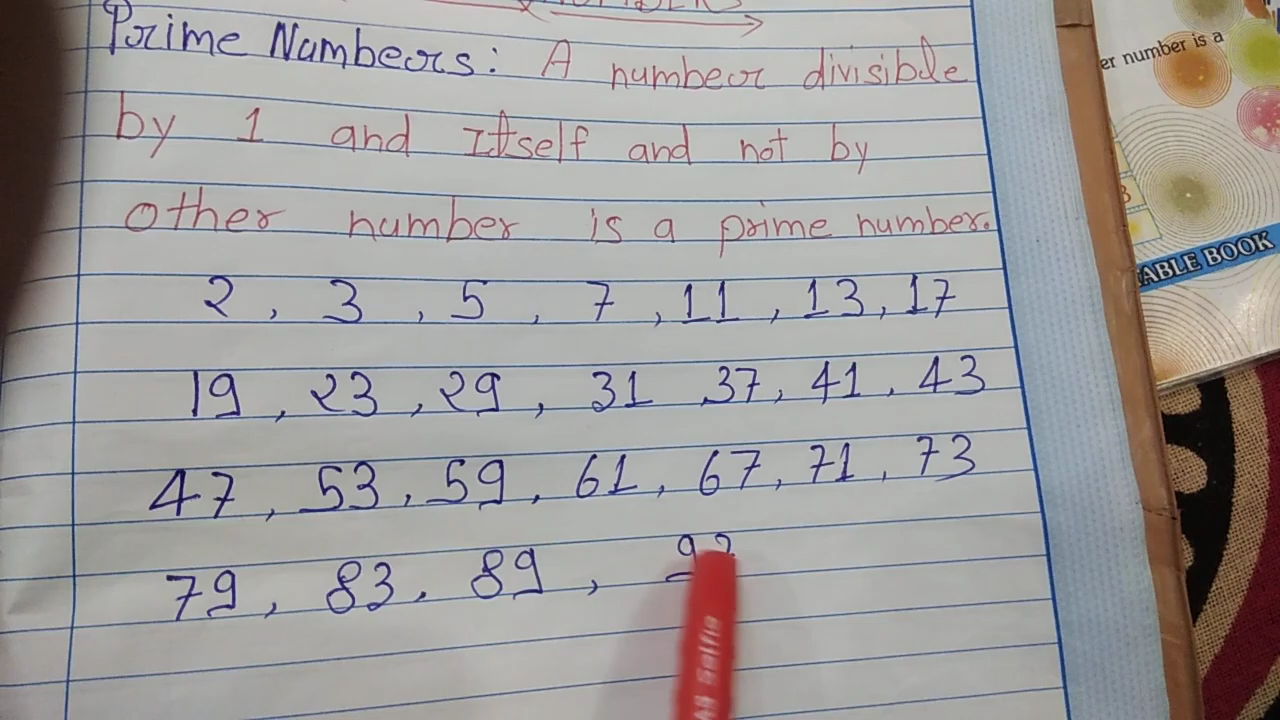 Prime Numbers: A number divisible
by 1 and Itself and not by
other number is a prime number.
2, 3, 5, 7, 11, 13, 17
19, 23, 29, 31 37, 41, 43
47, 53, 59, 61, 67, 71, 73
79, 83, 89,
er number is a
ABLE BOOK
Selfie